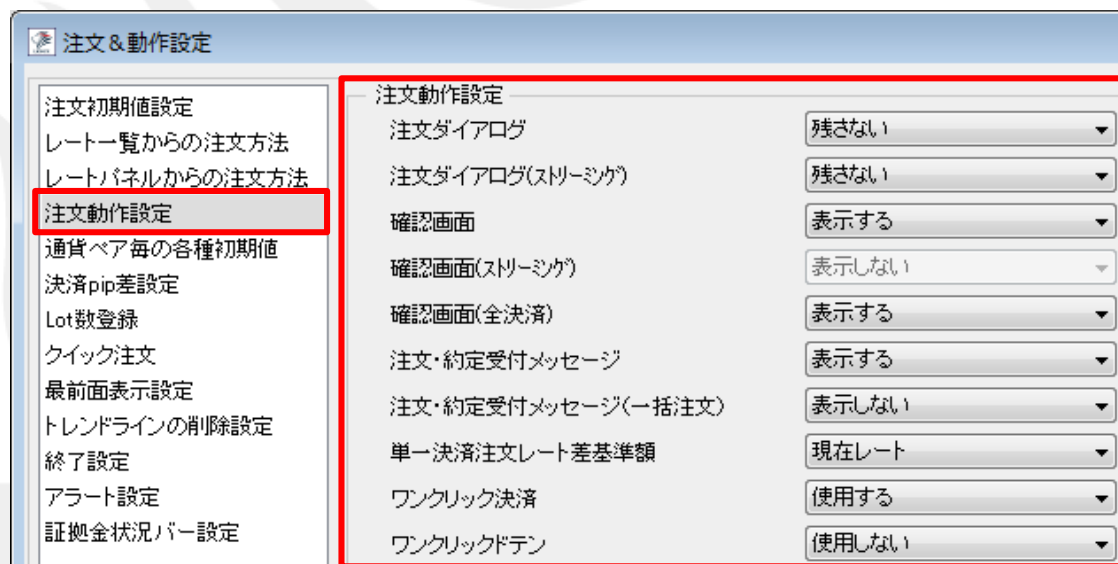 注文&動作設定
注文初期値設定
レート一覧からの注文方法
レートパネルからの注文方法
注文動作設定
通貨ペア毎の各種初期値
決済pip差設定
Lot数登録
クイック注文
最前面表示設定
トレンドラインの削除設定
終了設定
アラート設定
証拠金状況バー設定
注文動作設定
注文ダイアログ 残さない
注文ダイアログ(ストリーミング) 残さない
確認画面 表示する
確認画面(ストリーミング) 表示しない
確認画面(全決済) 表示する
注文・約定受付メッセージ 表示する
注文・約定受付メッセージ(一括注文) 表示しない
単一決済注文レート差基準額 現在レート
ワンクリック決済 使用する
ワンクリックドテン 使用しない